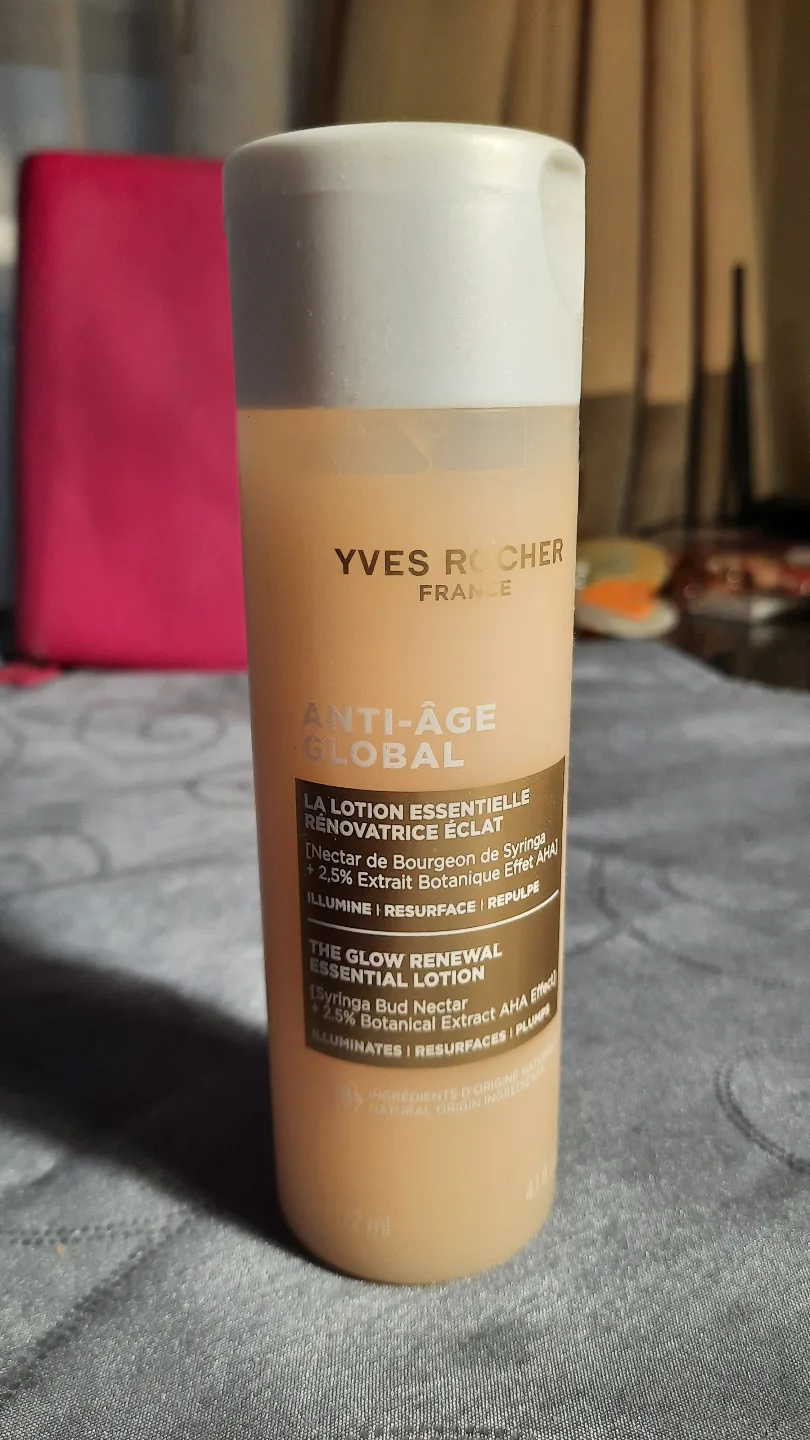 YVES ROCHER
FRANCE
ANTI-ÂGE
GLOBAL
LA LOTION ESSENTIELLE
RÉNOVATRICE ÉCLAT
[Nectar de Bourgeon de Syringa
+ 2,5% Extrait Botanique Effet AHA]
ILLUMINE | RESURFACE | REPULPE
THE GLOW RENEWAL
ESSENTIAL LOTION
[Syringa Bud Nectar
+ 2.5% Botanical Extract AHA Effect]
ILLUMINATES | RESURFACES | PLUMPS
INGRÉDIENTS D'ORIGINE
NATURAL ORIGIN INGREDIENTS
ml